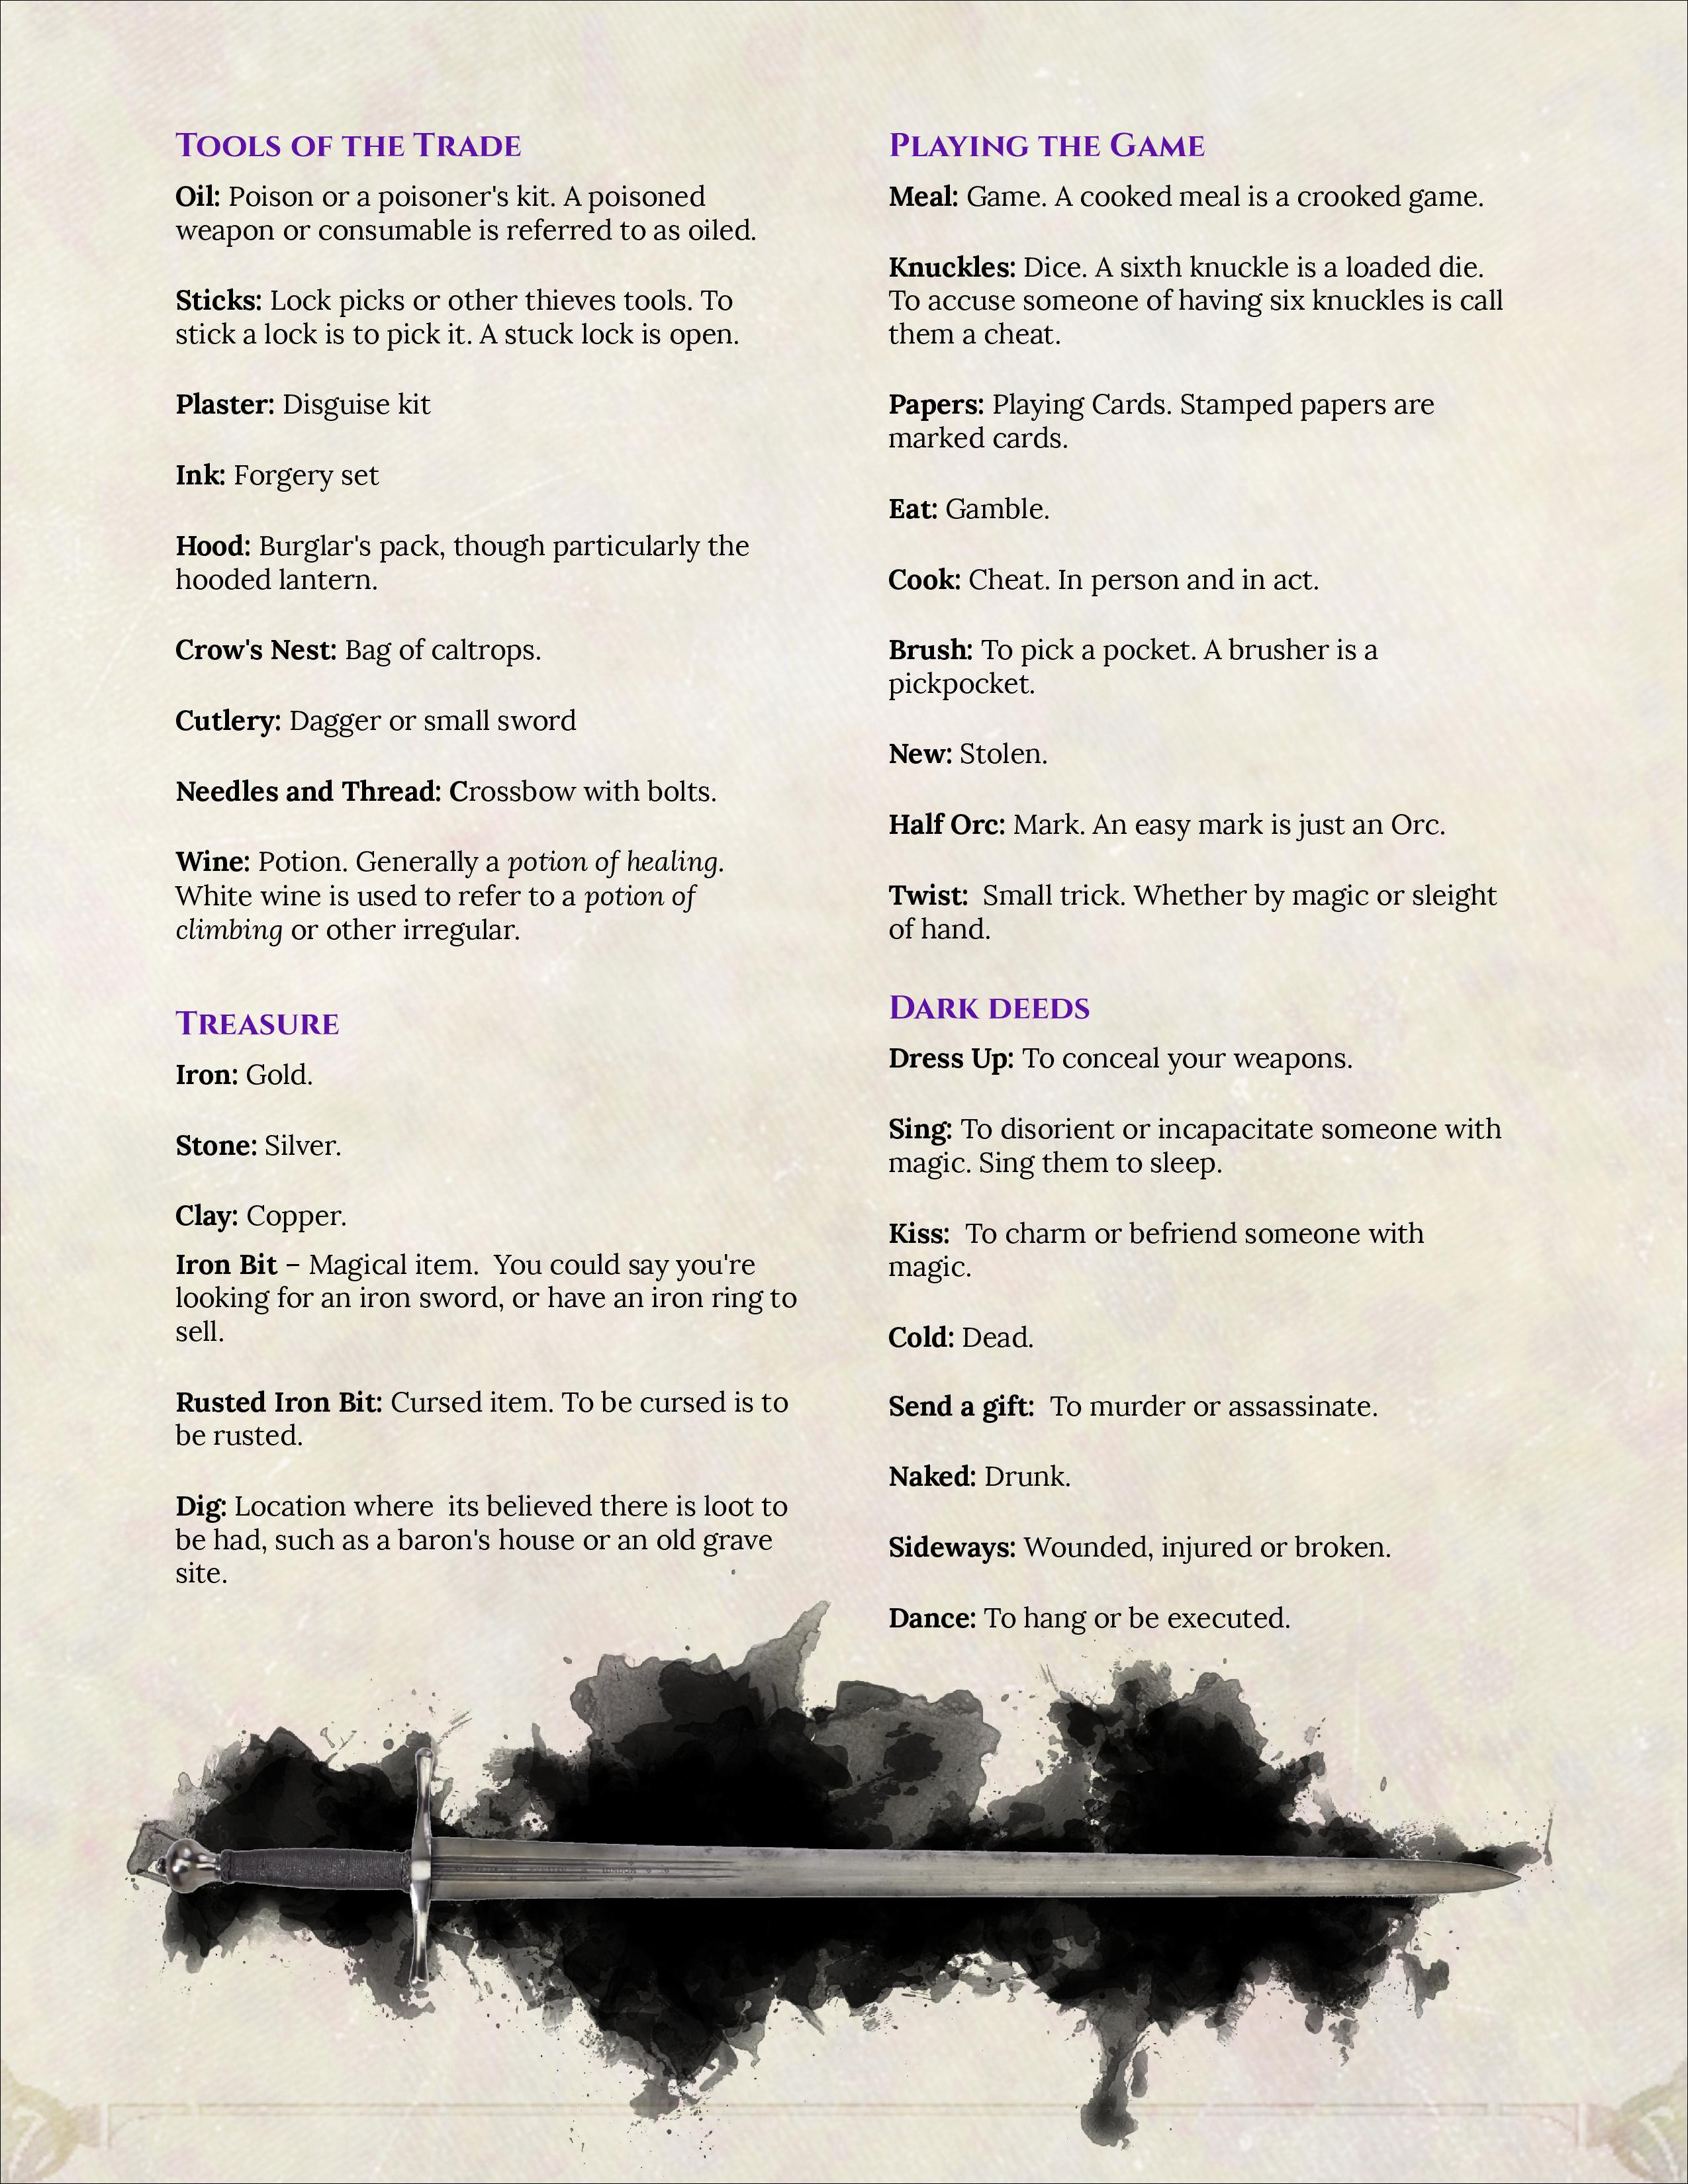 Tools of the Trade
Oil: Poison or a poisoner's kit. A poisoned
weapon or consumable is referred to as oiled.
Sticks: Lock picks or other thieves tools. To
stick a lock is to pick it. A stuck lock is open.
Plaster: Disguise kit
Ink: Forgery set
Hood: Burglar's pack, though particularly the
hooded lantern.
Crow's Nest: Bag of caltrops.
Cutlery: Dagger or small sword
Needles and Thread: Crossbow with bolts.
Wine: Potion. Generally a potion of healing.
White wine is used to refer to a potion of
climbing or other irregular.
Treasure
Iron: Gold.
Stone: Silver.
Clay: Copper.
Iron Bit – Magical item.  You could say you're
looking for an iron sword, or have an iron ring to
sell.
Rusted Iron Bit: Cursed item. To be cursed is to
be rusted.
Dig: Location where  its believed there is loot to
be had, such as a baron's house or an old grave
site.
Playing the Game
Meal: Game. A cooked meal is a crooked game.
Knuckles: Dice. A sixth knuckle is a loaded die.
To accuse someone of having six knuckles is call
them a cheat.
Papers: Playing Cards. Stamped papers are
marked cards.
Eat: Gamble.
Cook: Cheat. In person and in act.
Brush: To pick a pocket. A brusher is a
pickpocket.
New: Stolen.
Half Orc: Mark. An easy mark is just an Orc.
Twist:  Small trick. Whether by magic or sleight
of hand.
Dark deeds
Dress Up: To conceal your weapons.
Sing: To disorient or incapacitate someone with
magic. Sing them to sleep.
Kiss:  To charm or befriend someone with
magic.
Cold: Dead.
Send a gift:  To murder or assassinate.
Naked: Drunk.
Sideways: Wounded, injured or broken.
Dance: To hang or be executed.